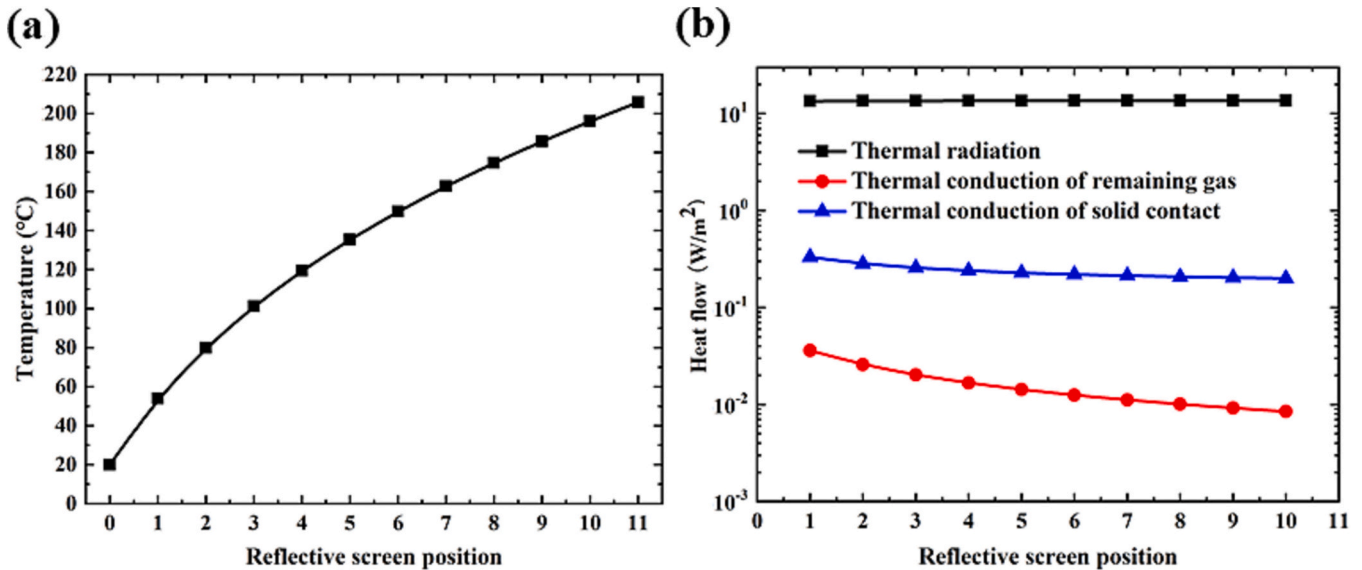 (a)
220
200
180
160
140
120
100
80
60
40
20
0
Temperature (℃)
0 1 2 3 4 5 6 7 8 9 10 11
Reflective screen position
(b)
10¹
10⁰
10⁻¹
10⁻²
10⁻³
Heat flow (W/m²)
Thermal radiation
Thermal conduction of remaining gas
Thermal conduction of solid contact
0 1 2 3 4 5 6 7 8 9 10 11
Reflective screen position